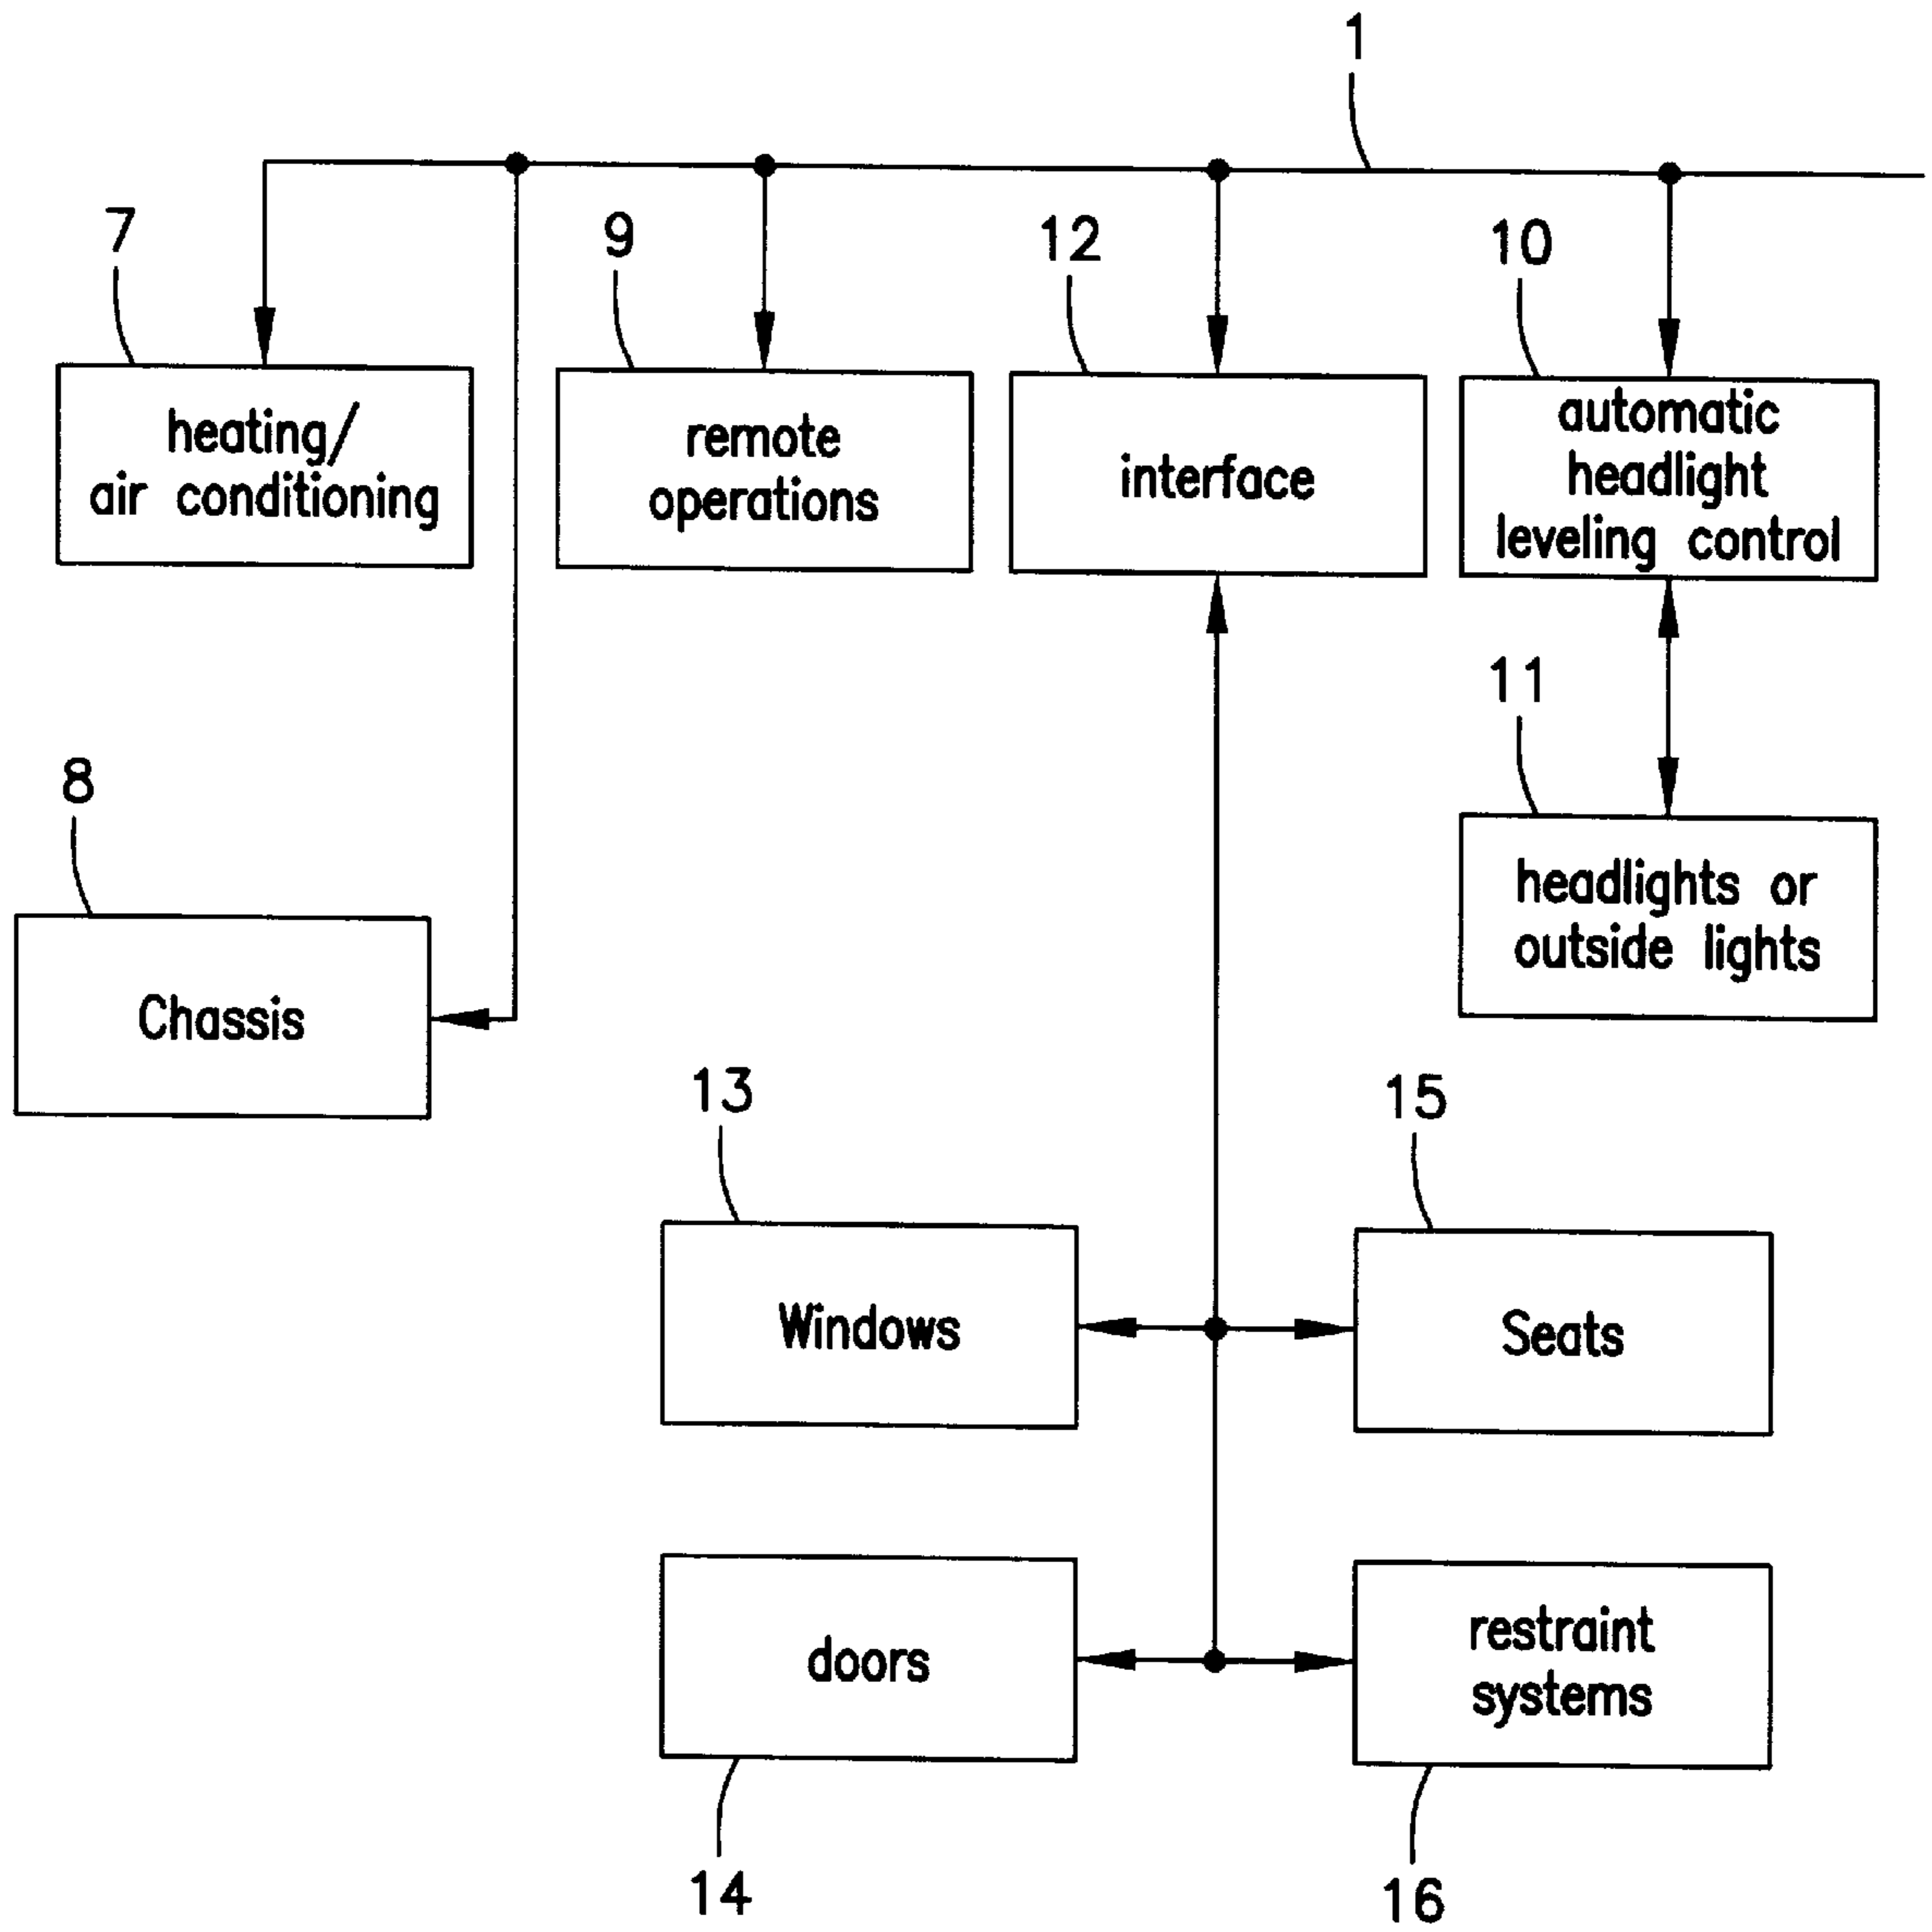 1
7
9
12
10
heating/
air conditioning
remote
operations
interface
automatic
headlight
leveling control
11
8
headlights or
outside lights
Chassis
13
15
Windows
Seats
doors
restraint
systems
14
16